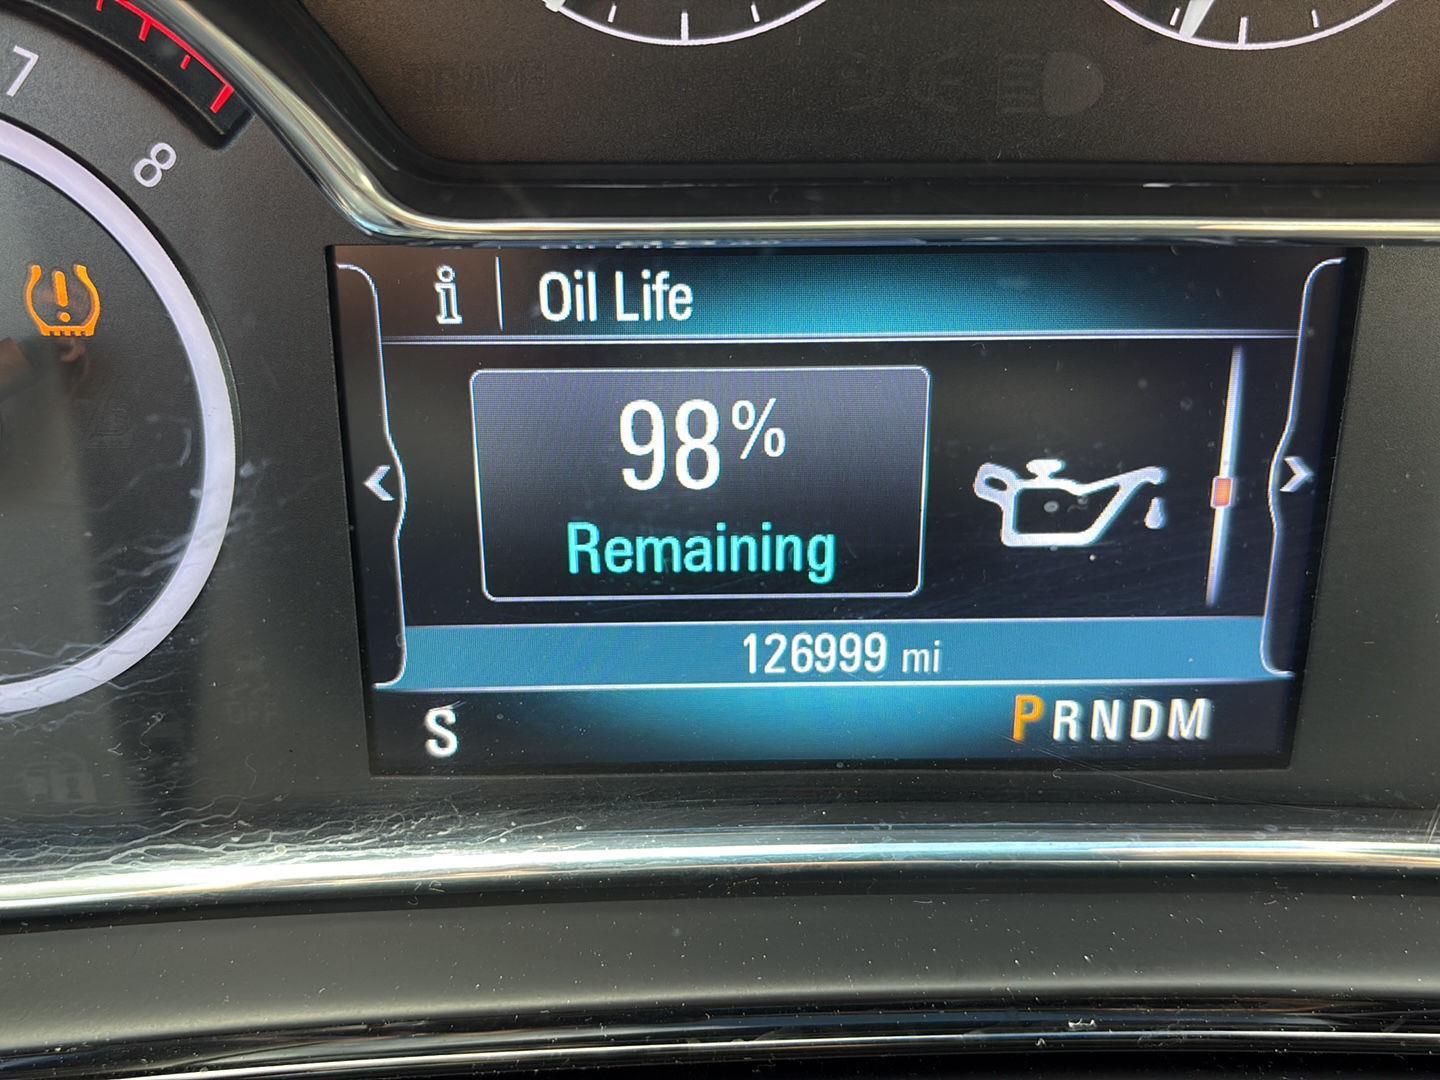 7
8
i Oil Life
98%
Remaining
126999 mi
S PRNDM